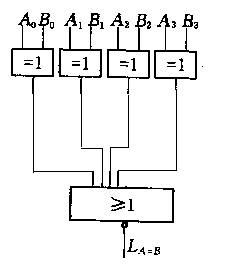 A₀ B₀ A₁ B₁ A₂ B₂ A₃ B₃
=1 =1 =1 =1
≥1
L_{A=B}